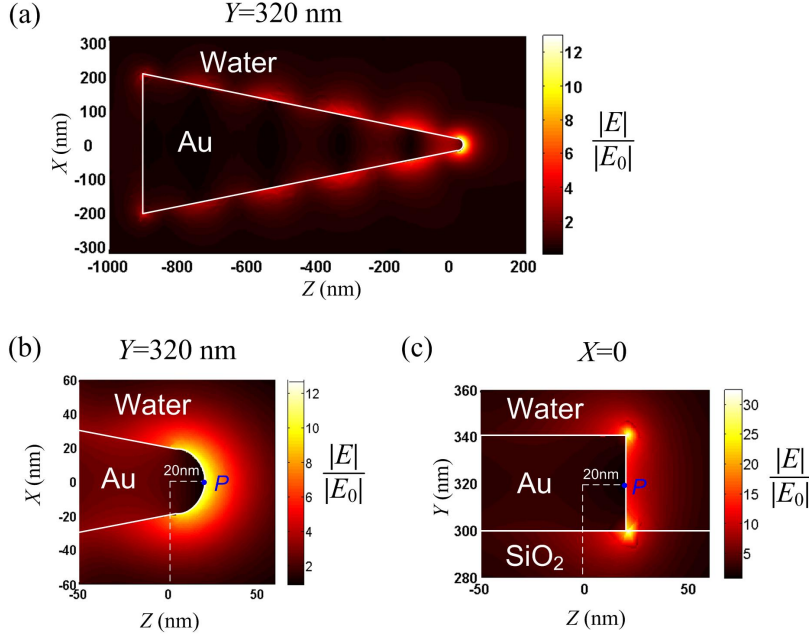 (a)
Y=320 nm
300
200
100
0
-100
-200
-300
X (nm)
Water
Au
-1000
-800
-600
-400
-200
0
200
Z (nm)
12
10
8
6
4
2
|E|
|E0|
(b)
Y=320 nm
60
40
20
0
-20
-40
-60
X (nm)
Water
Au
20nm
P
-50
0
50
Z (nm)
12
10
8
6
4
2
|E|
|E0|
(c)
X=0
360
340
320
300
280
Y (nm)
Water
Au
20nm
P
SiO2
-50
0
50
Z (nm)
30
25
20
15
10
5
|E|
|E0|